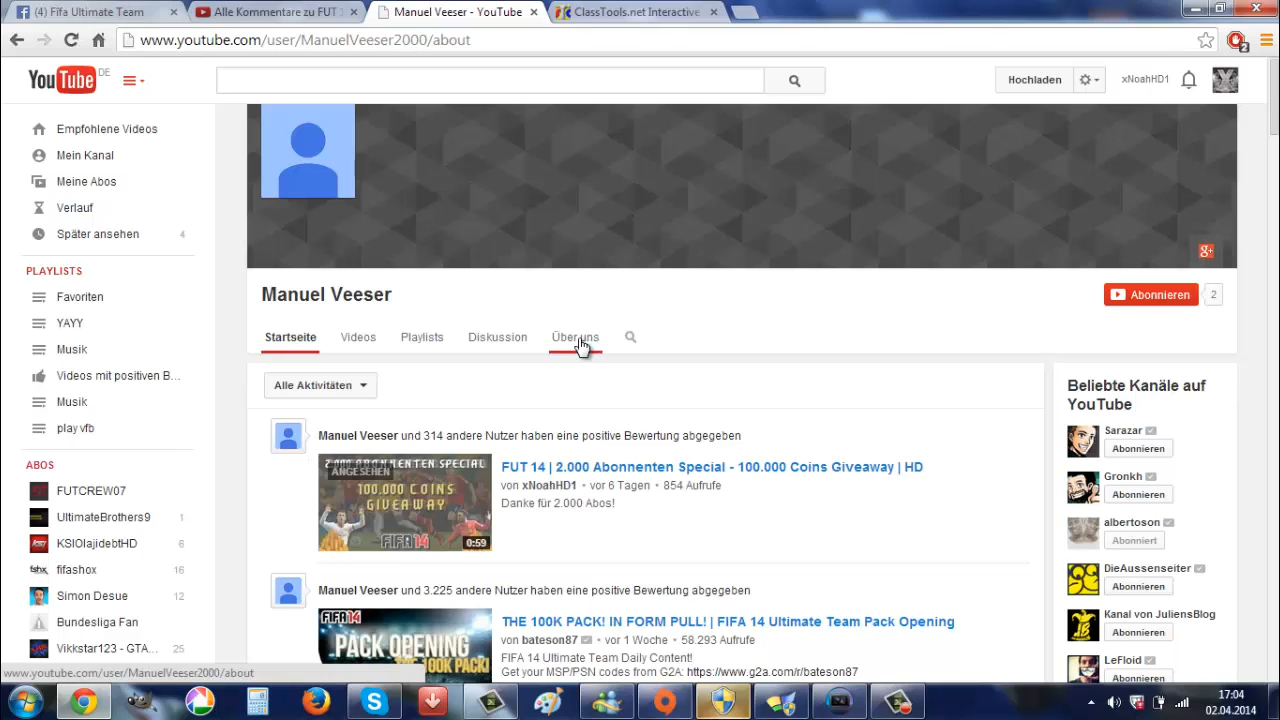 (4) Fifa Ultimate Team
Alle Kommentare zu FUT
Manuel Veeser - YouTube
ClassTools.net Interactive
www.youtube.com/user/ManuelVeeser2000/about
2
YouTube DE
Hochladen
xNoahHD1
Empfohlene Videos
Mein Kanal
Meine Abos
Verlauf
Später ansehen 4
PLAYLISTS
Favoriten
YAYY
Musik
Videos mit positiven B...
Musik
play vfb
ABOS
FUTCREW07
UltimateBrothers9 1
KSIOlajidebtHD 6
fifashox 16
Simon Desue 12
Bundesliga Fan
Vikkstar123 - GTA... 25
g+
Manuel Veeser
Abonnieren 2
Startseite Videos Playlists Diskussion Über uns
Alle Aktivitäten
Manuel Veeser und 314 andere Nutzer haben eine positive Bewertung abgegeben
2.000 ABONNENTEN SPECIAL
ANGESEHEN
100.000 COINS
GIVEAWAY
FIFA14
0:59
FUT 14 | 2.000 Abonnenten Special - 100.000 Coins Giveaway | HD
von xNoahHD1 • vor 6 Tagen • 854 Aufrufe
Danke für 2.000 Abos!
Manuel Veeser und 3.225 andere Nutzer haben eine positive Bewertung abgegeben
FIFA14
PACK OPENING
THE 100K PACK!
THE 100K PACK! IN FORM PULL! | FIFA 14 Ultimate Team Pack Opening
von bateson87 • vor 1 Woche • 58.293 Aufrufe
FIFA 14 Ultimate Team Daily Content!
Get your MSP/PSN codes from G2A: https://www.g2a.com/r/bateson87
Beliebte Kanäle auf
YouTube
Sarazar
Abonnieren
Gronkh
Abonnieren
albertoson
Abonniert
DieAussenseiter
Abonnieren
Kanal von JuliensBlog
Abonnieren
LeFloid
Abonnieren
www.youtube.com/user/ManuelVeeser2000/about
17:04
02.04.2014